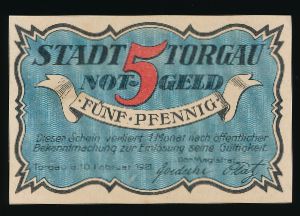 STADT 5 TORGAU
NOT-GELD
·FÜNF·PFENNIG·
Dieser Schein verliert 1 Monat nach öffentlicher
Bekanntmachung zur Einlösung seine Gültigkeit.
Torgau, d. 10. Februar 1921. Der Magistrat